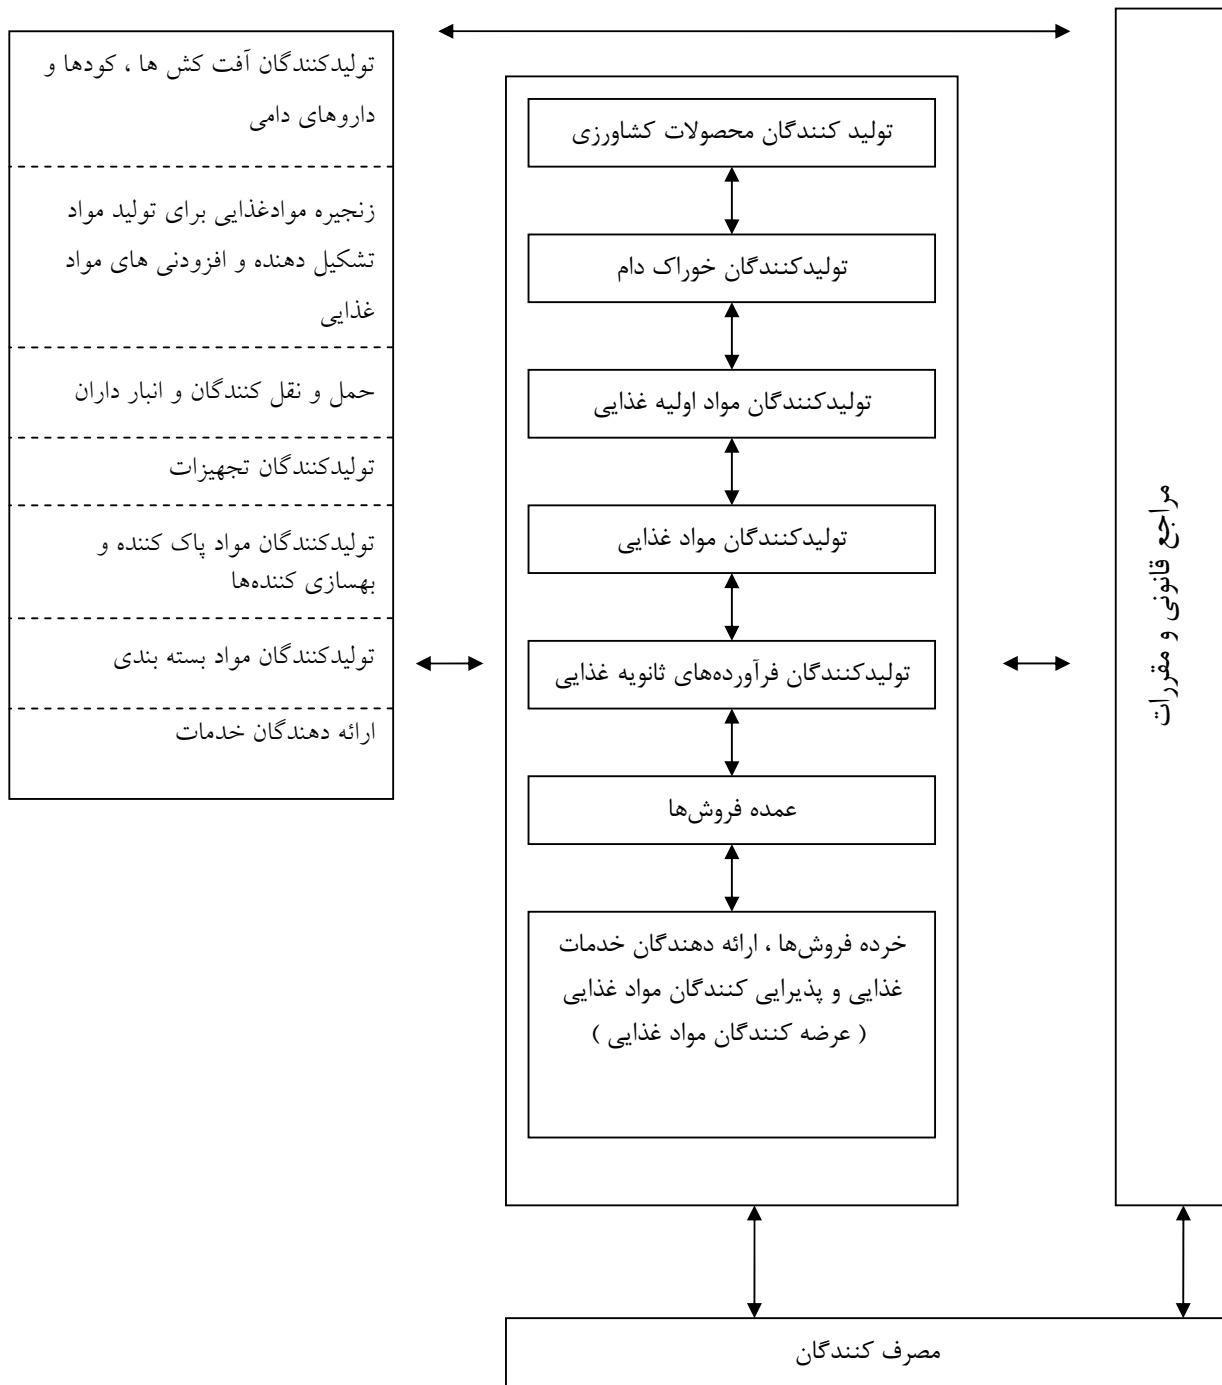 تولیدکنندگان آفت کش ها ، کودها و
داروهای دامی
زنجیره موادغذایی برای تولید مواد
تشکیل دهنده و افزودنی های مواد
غذایی
حمل و نقل کنندگان و انبار داران
تولیدکنندگان تجهیزات
تولیدکنندگان مواد پاک کننده و
بهسازی کننده‌ها
تولیدکنندگان مواد بسته بندی
ارائه دهندگان خدمات
تولید کنندگان محصولات کشاورزی
تولیدکنندگان خوراک دام
تولیدکنندگان مواد اولیه غذایی
تولیدکنندگان مواد غذایی
تولیدکنندگان فرآورده‌های ثانویه غذایی
عمده فروش‌ها
خرده فروش‌ها ، ارائه دهندگان خدمات
غذایی و پذیرایی کنندگان مواد غذایی
( عرضه کنندگان مواد غذایی )
مراجع قانونی و مقررات
مصرف کنندگان